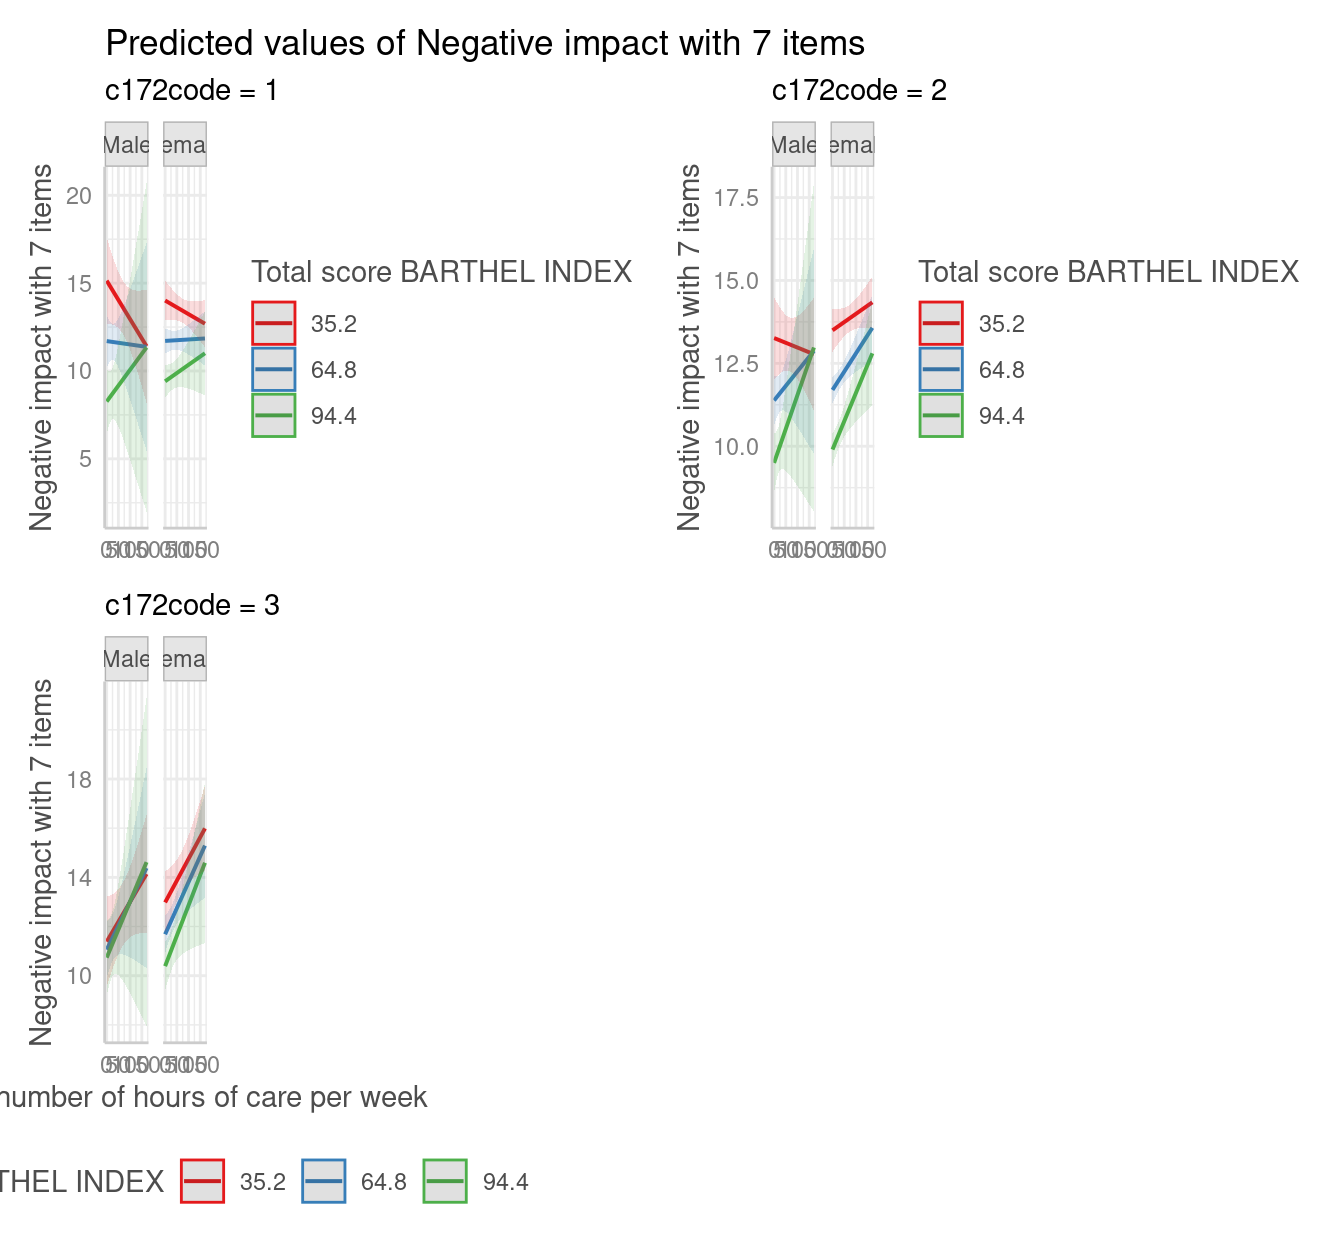 Predicted values of Negative impact with 7 items
c172code = 1
Male
ema
Negative impact with 7 items
20
15
10
5
Total score BARTHEL INDEX
35.2
64.8
94.4
c172code = 2
Male
emal
Negative impact with 7 items
17.5
15.0
12.5
10.0
Total score BARTHEL INDEX
35.2
64.8
94.4
c172code = 3
Male
ema
Negative impact with 7 items
18
14
10
number of hours of care per week
THEL INDEX
35.2
64.8
94.4